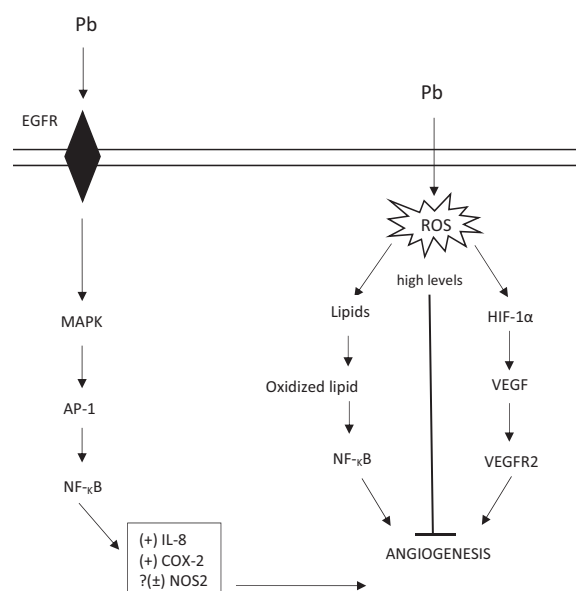 Pb
EGFR
MAPK
AP-1
NF-κB
(+) IL-8
(+) COX-2
?(±) NOS2
Pb
ROS
high levels
Lipids
Oxidized lipid
NF-κB
HIF-1α
VEGF
VEGFR2
ANGIOGENESIS